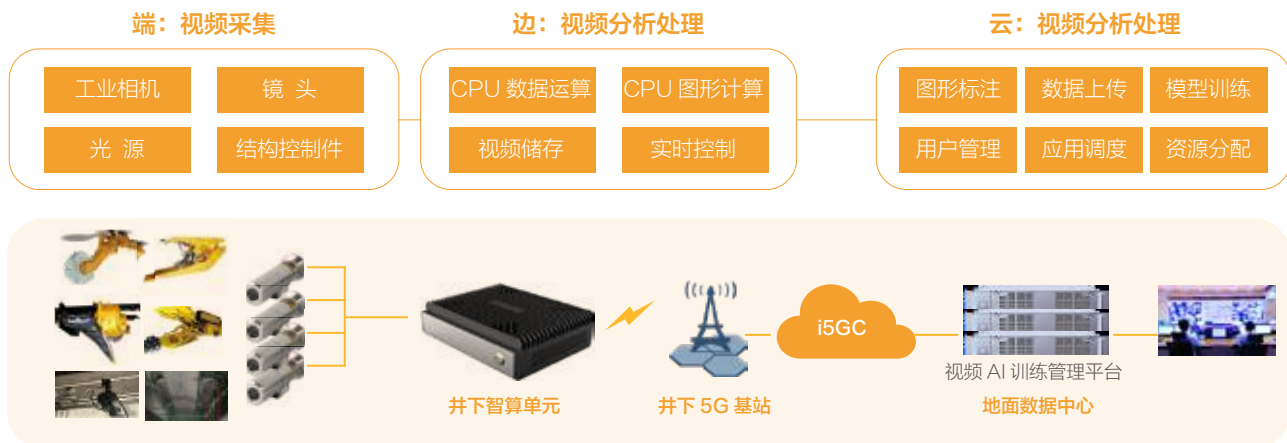 端：视频采集
边：视频分析处理
云：视频分析处理
工业相机
镜 头
光 源
结构控制件
CPU 数据运算
CPU 图形计算
视频储存
实时控制
图形标注
数据上传
模型训练
用户管理
应用调度
资源分配
i5GC
视频 AI 训练管理平台
井下智算单元
井下 5G 基站
地面数据中心